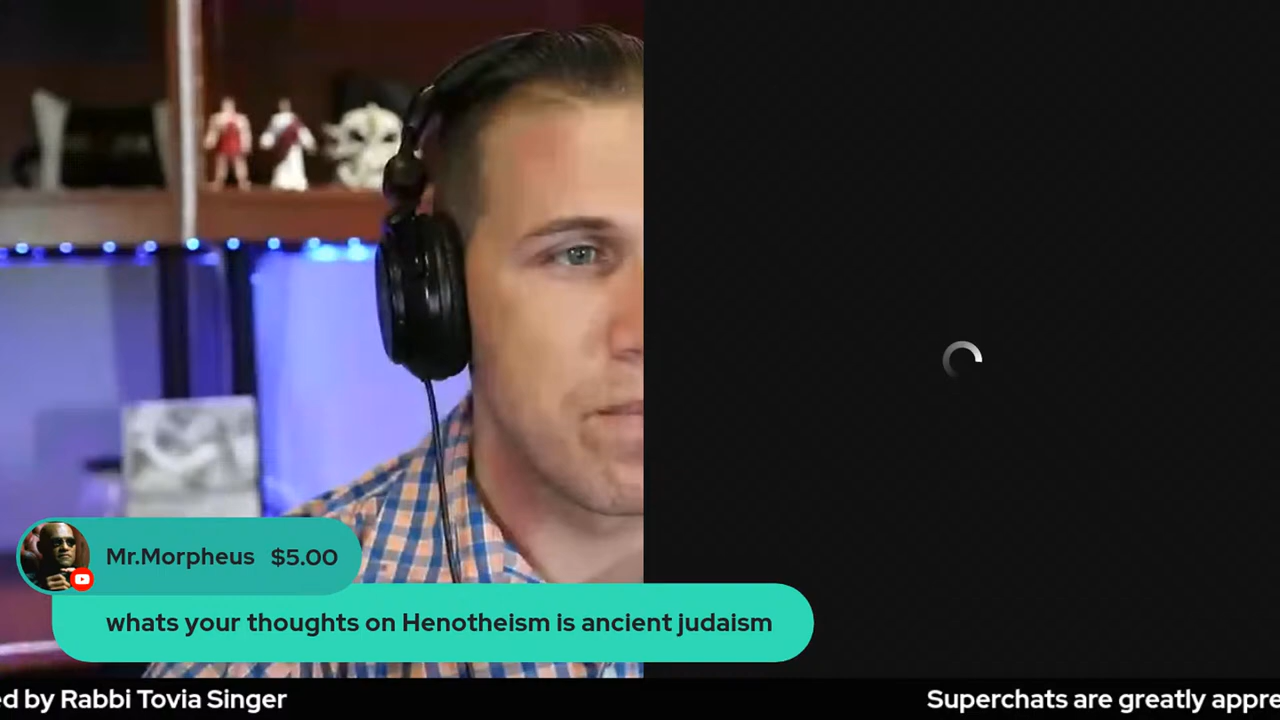 Mr.Morpheus $5.00
whats your thoughts on Henotheism is ancient judaism
ed by Rabbi Tovia Singer Superchats are greatly appre